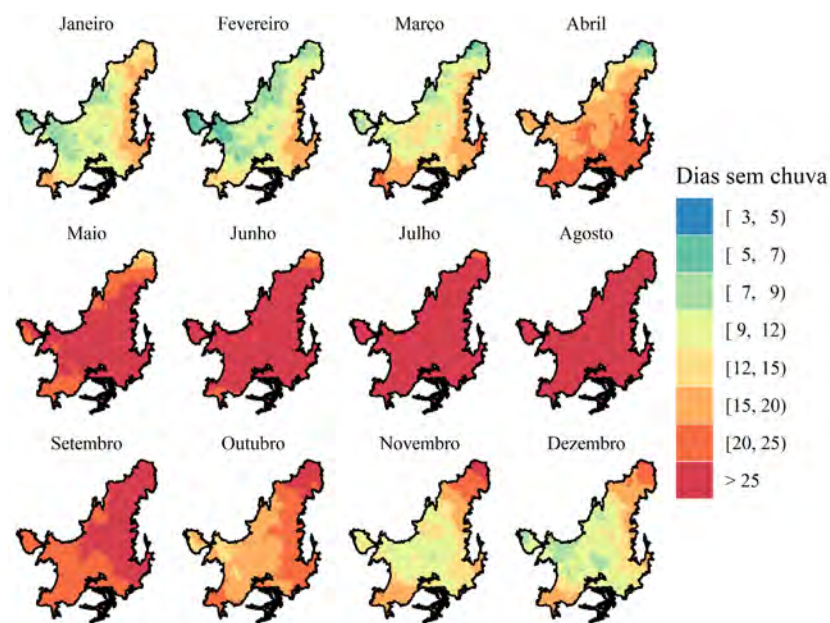 Janeiro Fevereiro Março Abril
Dias sem chuva
[ 3, 5)
[ 5, 7)
Maio Junho Julho Agosto
[ 7, 9)
[ 9, 12)
[12, 15)
[15, 20)
[20, 25)
> 25
Setembro Outubro Novembro Dezembro